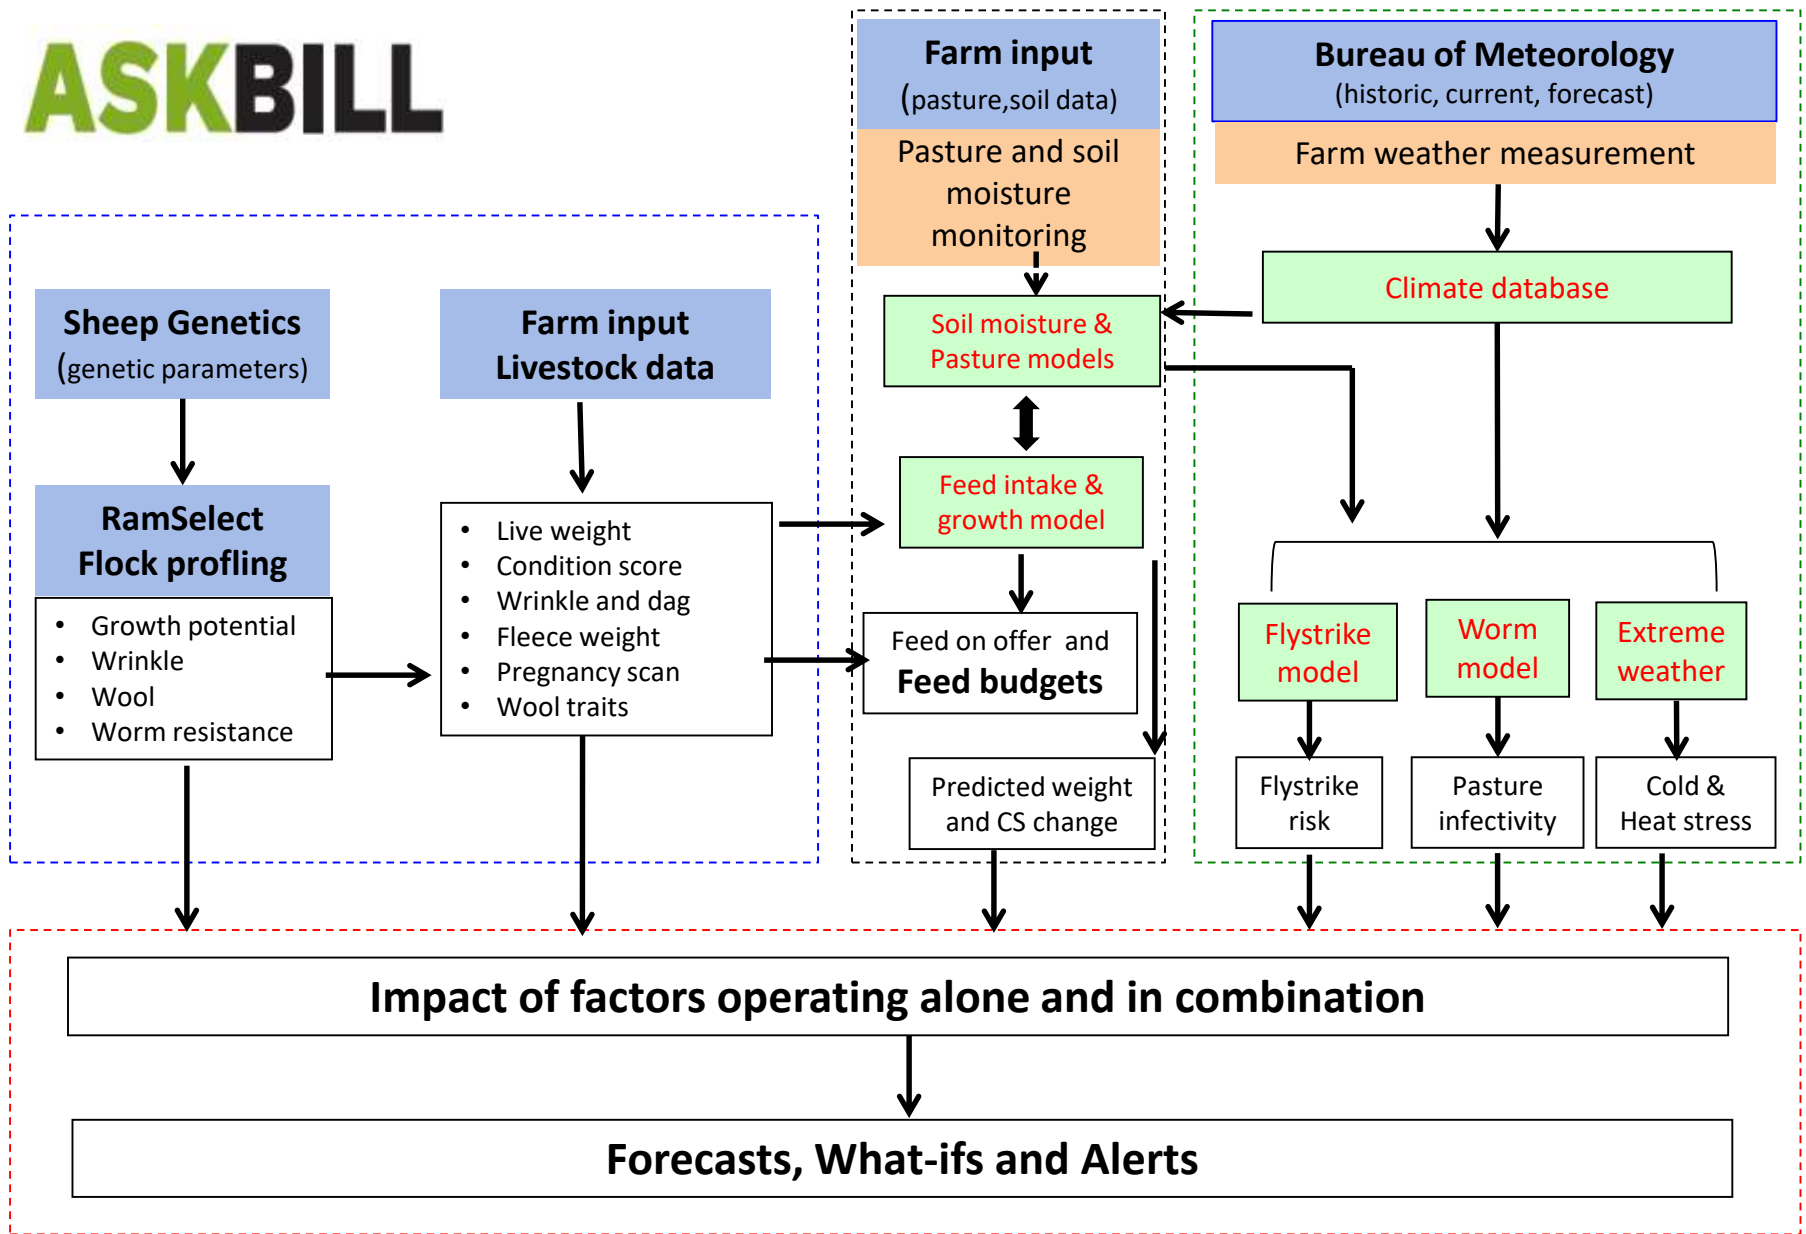 ASKBILL
Farm input
(pasture,soil data)
Pasture and soil
moisture
monitoring
Bureau of Meteorology
(historic, current, forecast)
Farm weather measurement
Climate database
Soil moisture &
Pasture models
Sheep Genetics
(genetic parameters)
Farm input
Livestock data
Feed intake &
growth model
RamSelect
Flock profling
• Growth potential
• Wrinkle
• Wool
• Worm resistance
• Live weight
• Condition score
• Wrinkle and dag
• Fleece weight
• Pregnancy scan
• Wool traits
Feed on offer and
Feed budgets
Flystrike
model
Worm
model
Extreme
weather
Predicted weight
and CS change
Flystrike
risk
Pasture
infectivity
Cold &
Heat stress
Impact of factors operating alone and in combination
Forecasts, What-ifs and Alerts